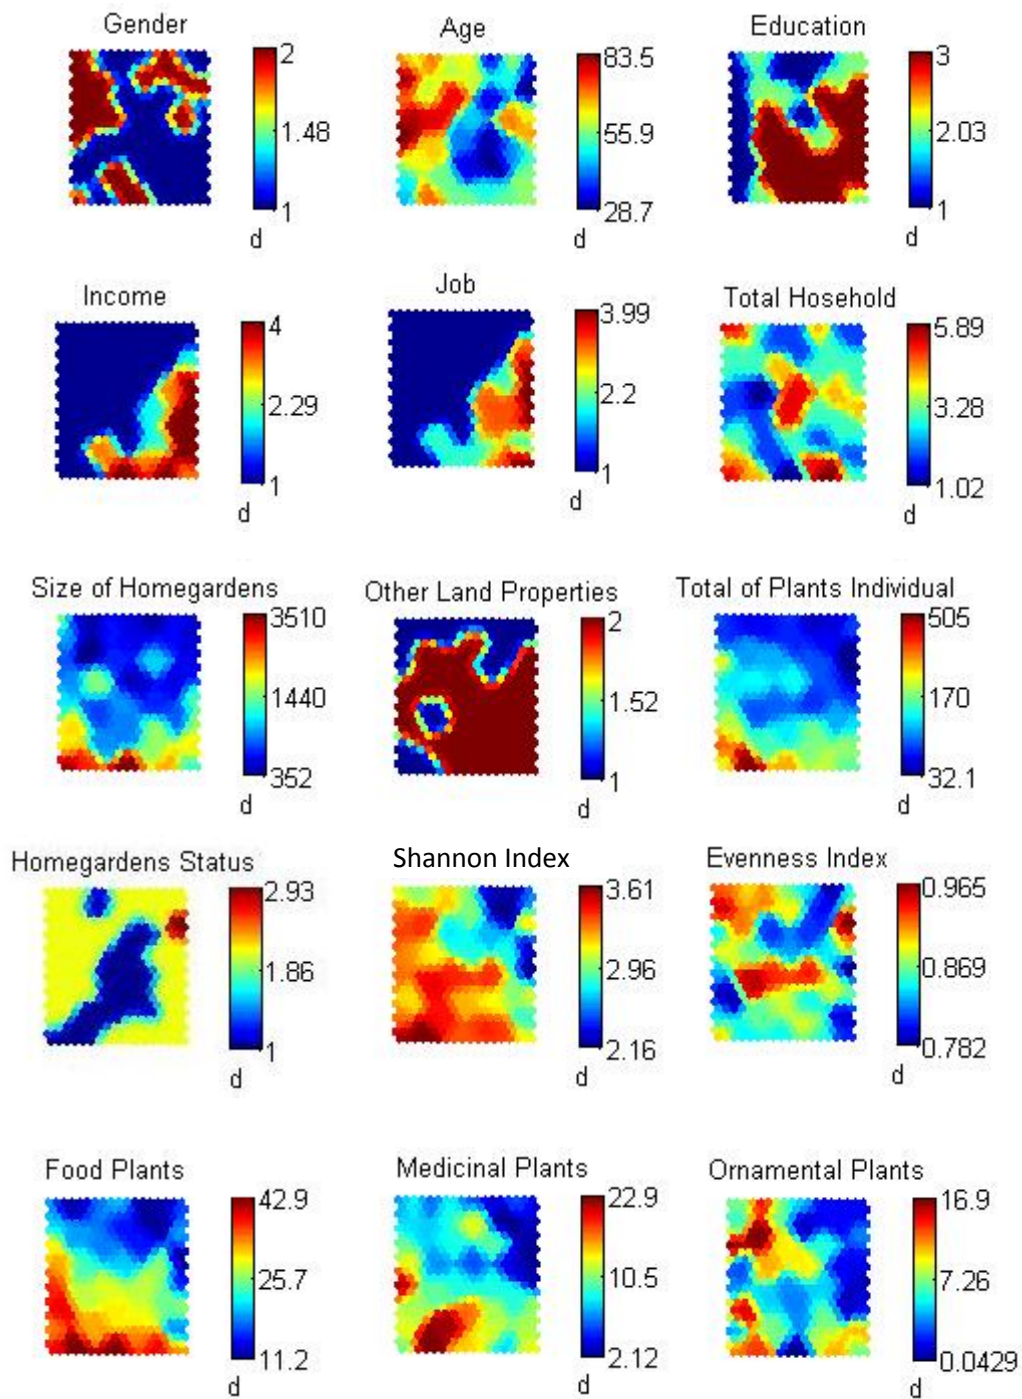 Gender
2
1.48
1
d
Age
83.5
55.9
28.7
d
Education
3
2.03
1
d
Income
4
2.29
1
d
Job
3.99
2.2
1
d
Total Hosehold
5.89
3.28
1.02
d
Size of Homegardens
3510
1440
352
d
Other Land Properties
2
1.52
1
d
Total of Plants Individual
505
170
32.1
d
Homegardens Status
2.93
1.86
1
d
Shannon Index
3.61
2.96
2.16
d
Evenness Index
0.965
0.869
0.782
d
Food Plants
42.9
25.7
11.2
d
Medicinal Plants
22.9
10.5
2.12
d
Ornamental Plants
16.9
7.26
0.0429
d